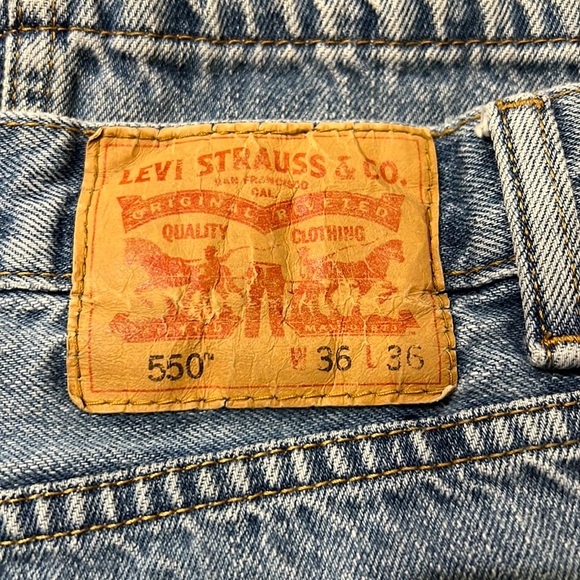 LEVI STRAUSS & CO.
SAN FRANCISCO
CAL
ORIGINAL RIVETED
QUALITY CLOTHING
550™ W 36 L 36